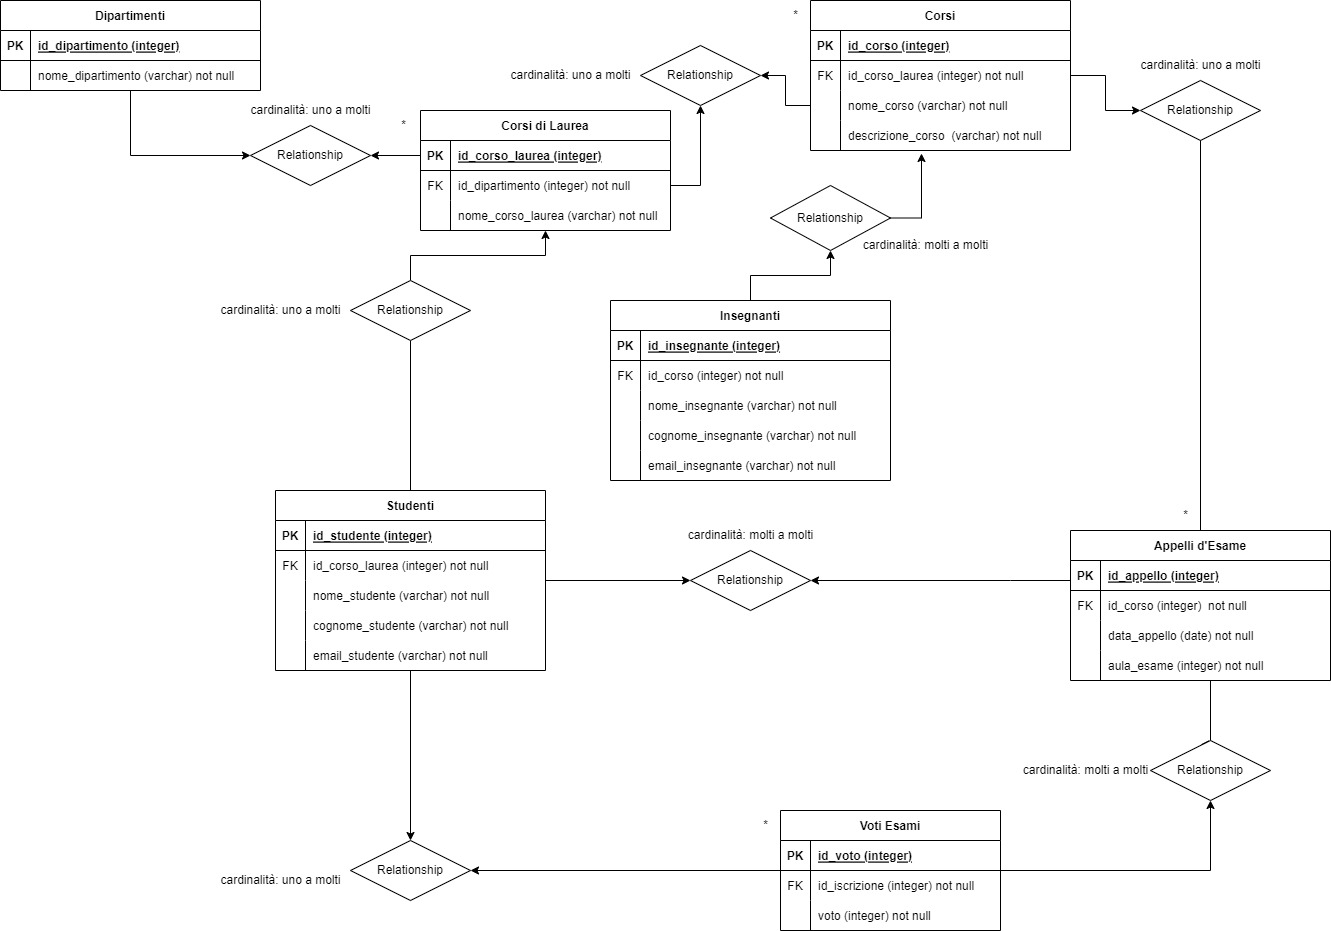 Dipartimenti
PK id_dipartimento (integer)
nome_dipartimento (varchar) not null
cardinalità: uno a molti
Relationship
*
Corsi di Laurea
PK id_corso_laurea (integer)
FK id_dipartimento (integer) not null
nome_corso_laurea (varchar) not null
cardinalità: uno a molti
Relationship
*
Corsi
PK id_corso (integer)
FK id_corso_laurea (integer) not null
nome_corso (varchar) not null
descrizione_corso  (varchar) not null
cardinalità: uno a molti
Relationship
Relationship
cardinalità: molti a molti
cardinalità: uno a molti
Relationship
Insegnanti
PK id_insegnante (integer)
FK id_corso (integer) not null
nome_insegnante (varchar) not null
cognome_insegnante (varchar) not null
email_insegnante (varchar) not null
Studenti
PK id_studente (integer)
FK id_corso_laurea (integer) not null
nome_studente (varchar) not null
cognome_studente (varchar) not null
email_studente (varchar) not null
cardinalità: molti a molti
Relationship
*
Appelli d'Esame
PK id_appello (integer)
FK id_corso (integer)  not null
data_appello (date) not null
aula_esame (integer) not null
cardinalità: molti a molti
Relationship
*
Voti Esami
PK id_voto (integer)
FK id_iscrizione (integer) not null
voto (integer) not null
Relationship
cardinalità: uno a molti